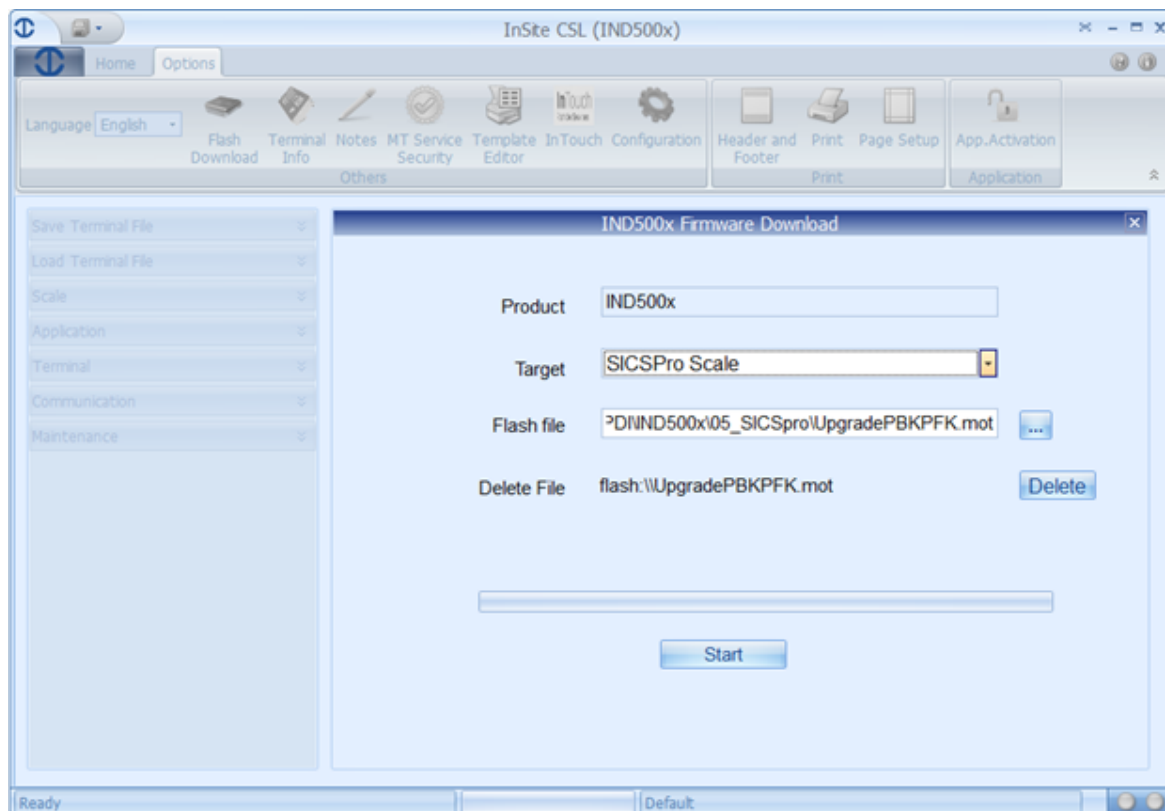 InSite CSL (IND500x)
Home Options
Language English
Flash Download
Terminal Info
Notes
MT Service Security
Template Editor
InTouch
Configuration
Header and Footer
Print
Page Setup
App.Activation
Others
Print
Application
Save Terminal File
Load Terminal File
Scale
Application
Terminal
Communication
Maintenance
IND500x Firmware Download
Product IND500x
Target SICSPro Scale
Flash file PDI\IND500x\05_SICSpro\UpgradePBKPFK.mot ...
Delete File flash:\\UpgradePBKPFK.mot Delete
Start
Ready Default